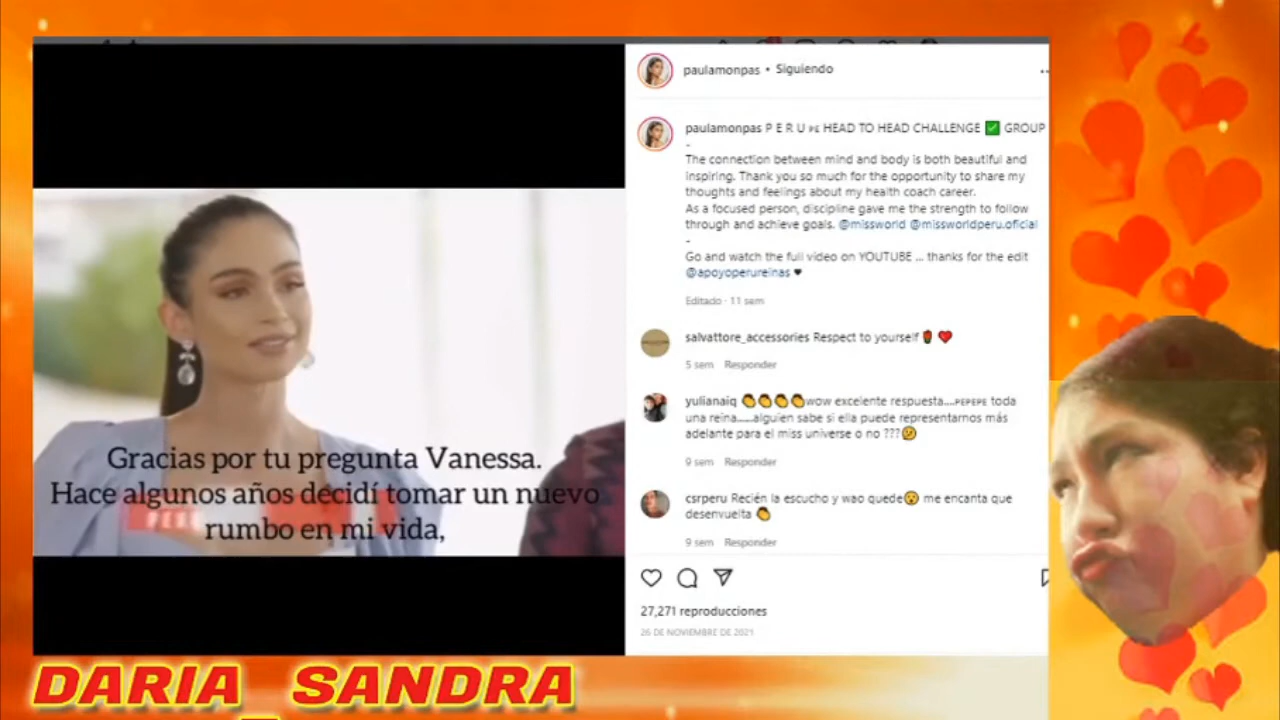 paulamonpas • Siguiendo
paulamonpas P E R U 🇵🇪 HEAD TO HEAD CHALLENGE ✅ GROUP
-
The connection between mind and body is both beautiful and
inspiring. Thank you so much for the opportunity to share my
thoughts and feelings about my health coach career.
As a focused person, discipline gave me the strength to follow
through and achieve goals. @missworld @missworldperu.oficial
-
Go and watch the full video on YOUTUBE ... thanks for the edit
@apoyoperureinas ♥
Editado · 11 sem
salvattore_accessories Respect to yourself🌹 ❤️
5 sem Responder
yulianaiq 👏👏👏👏wow excelente respuesta....🇵🇪🇵🇪🇵🇪 toda
una reina......alguien sabe si ella puede representarnos más
adelante para el miss universe o no ???😕
9 sem Responder
csrperu Recién la escucho y wao quede😮 me encanta que
desenvuelta 👏
9 sem Responder
27,271 reproducciones
26 DE NOVIEMBRE DE 2021
Gracias por tu pregunta Vanessa.
Hace algunos años decidí tomar un nuevo
rumbo en mi vida,
PERU
DARIA_SANDRA